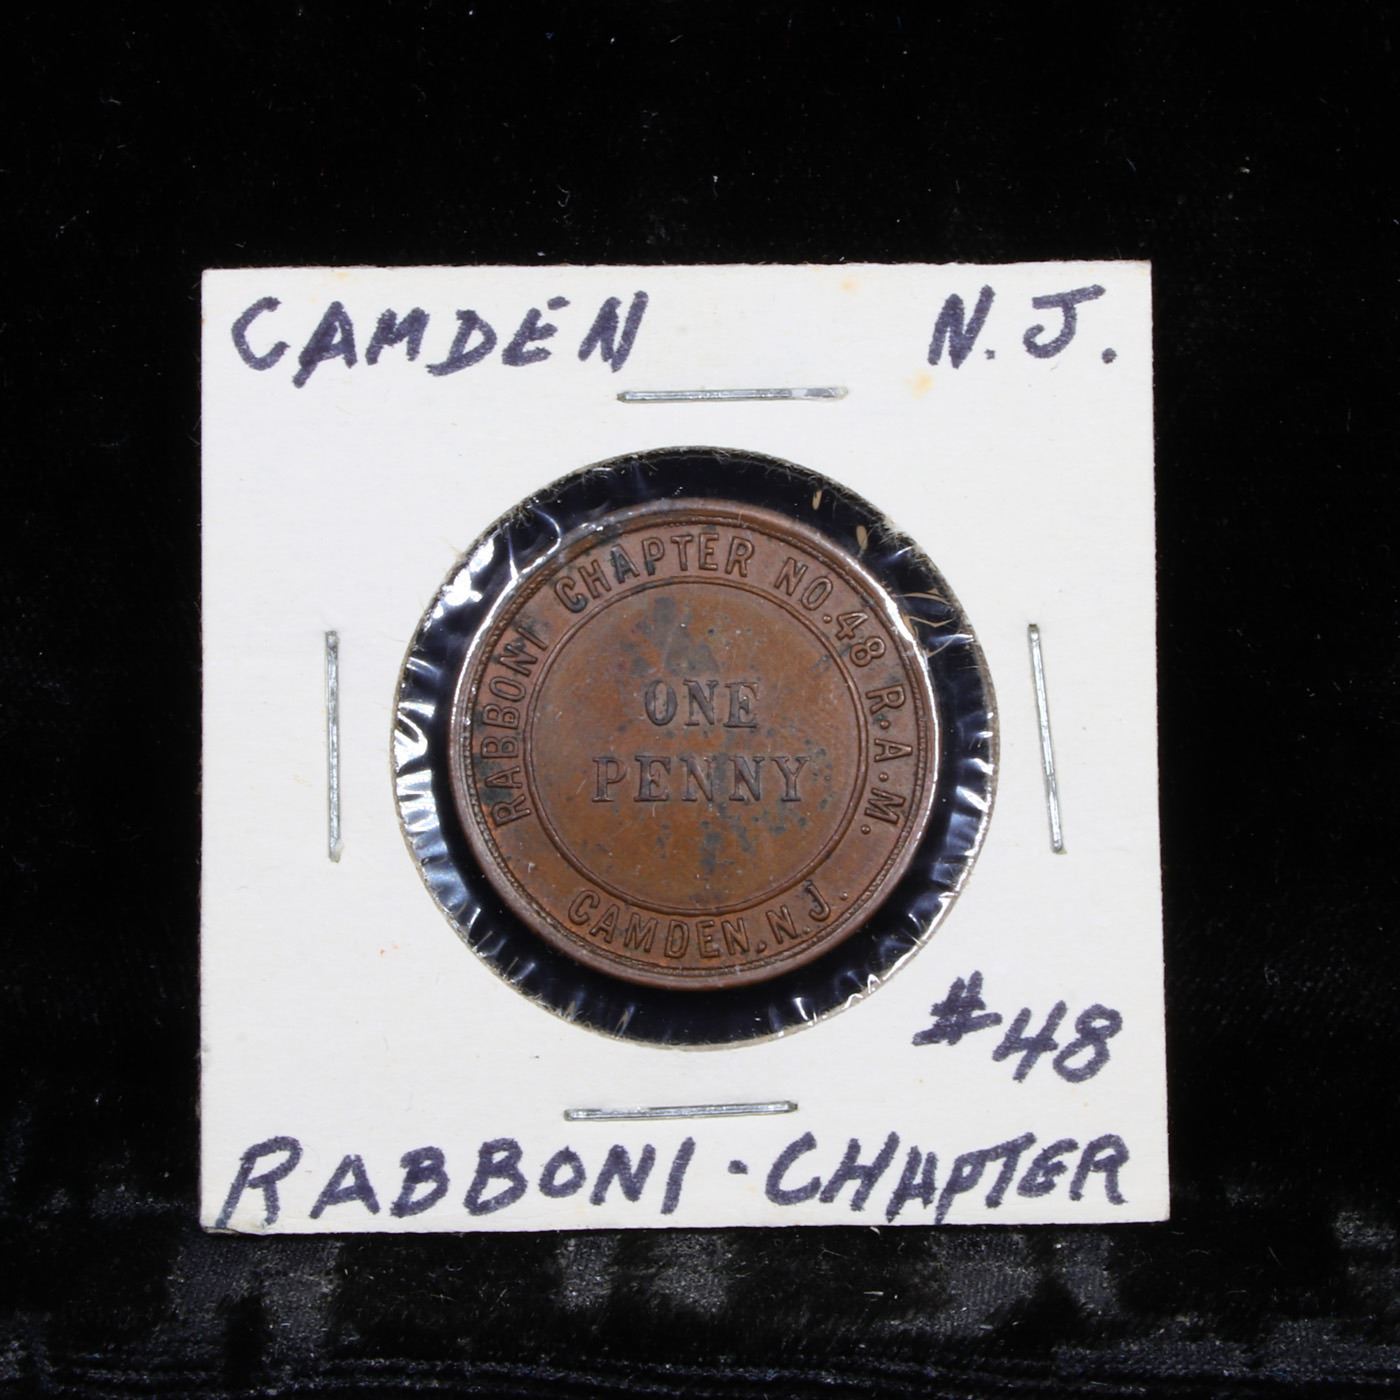 CAMDEN N.J.
RABBONI CHAPTER NO. 48 R.A.M.
ONE
PENNY
CAMDEN, N.J.
#48
RABBONI - CHAPTER